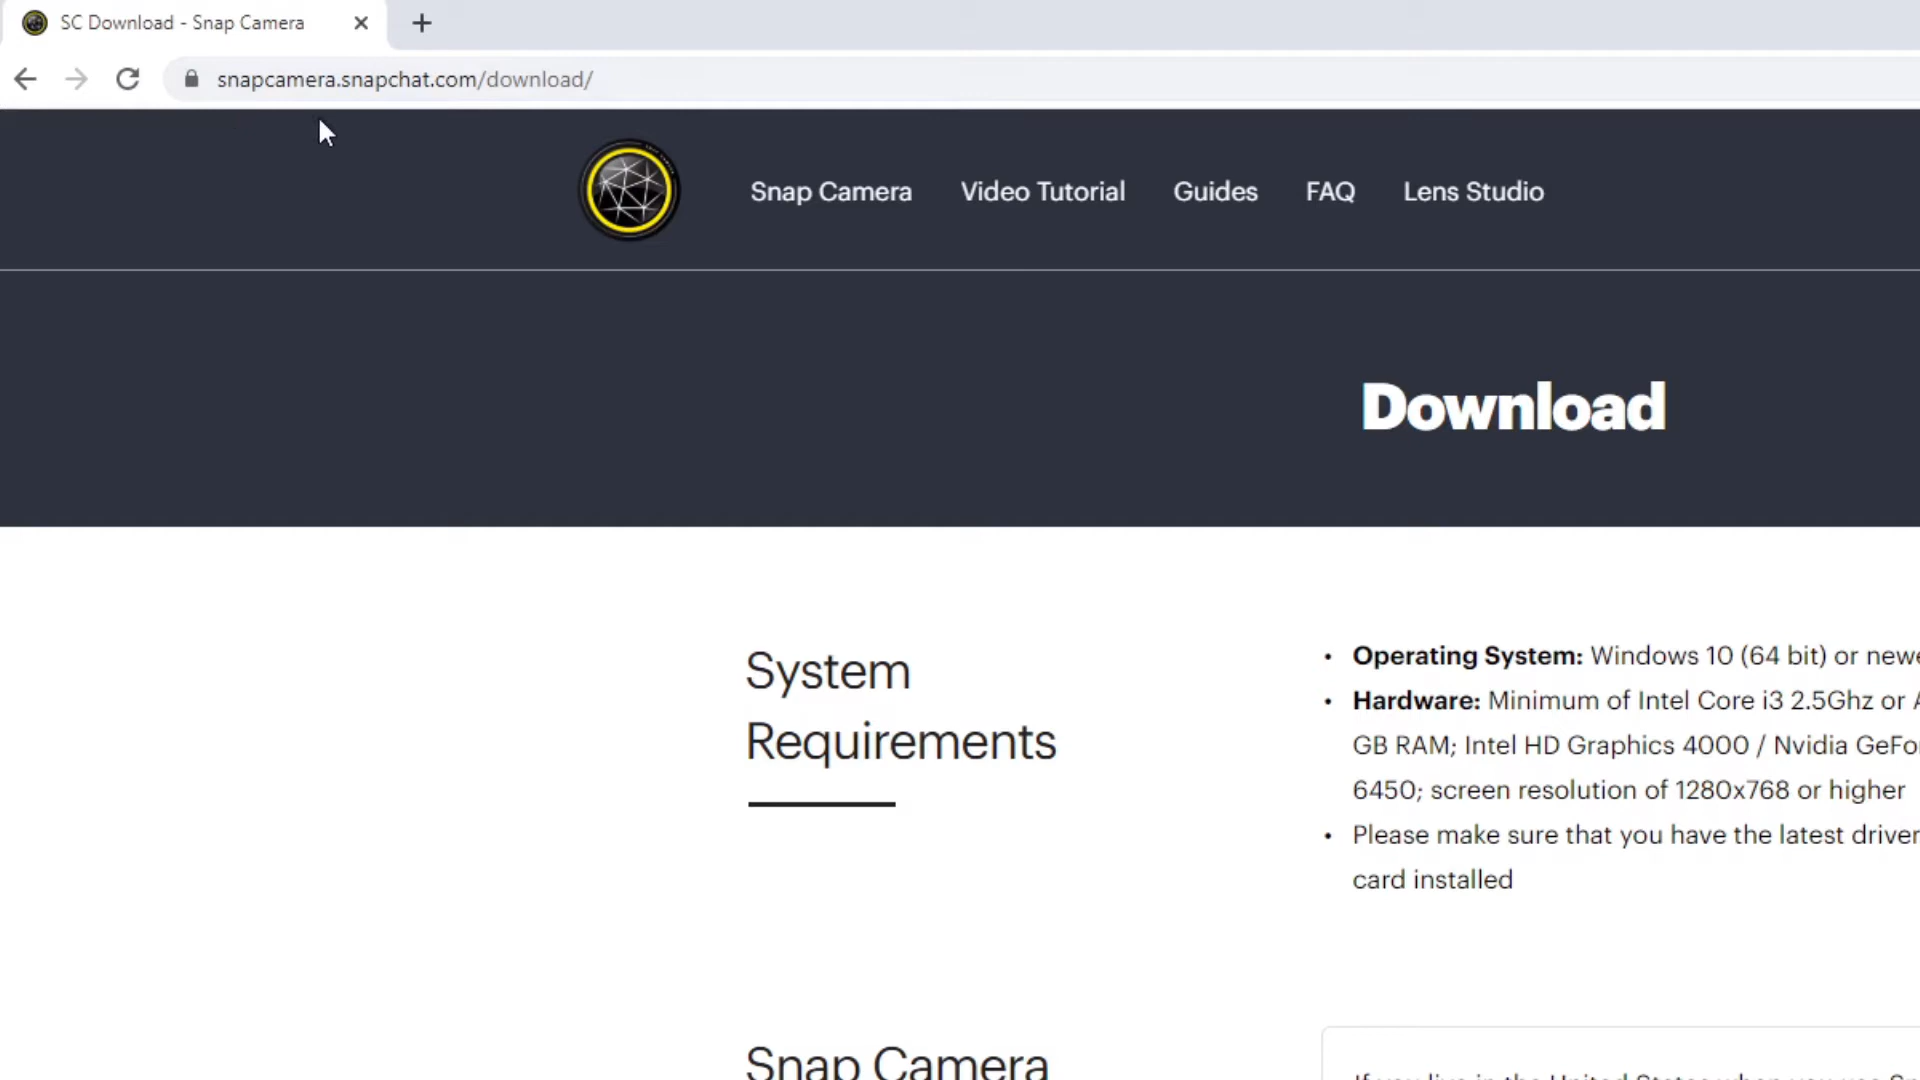 SC Download - Snap Camera
snapcamera.snapchat.com/download/
Snap Camera Video Tutorial Guides FAQ Lens Studio
Download
System
Requirements
• Operating System: Windows 10 (64 bit) or newe
• Hardware: Minimum of Intel Core i3 2.5Ghz or A
GB RAM; Intel HD Graphics 4000 / Nvidia GeFo
6450; screen resolution of 1280x768 or higher
• Please make sure that you have the latest driver
card installed
Snap Camera